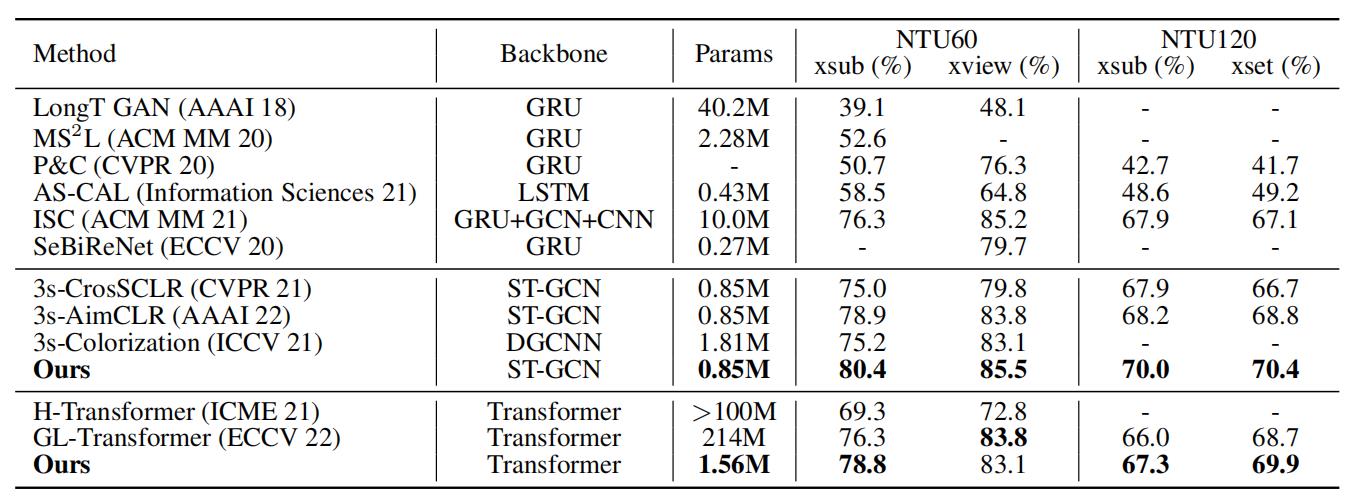 Method Backbone Params NTU60 NTU120
xsub (%) xview (%) xsub (%) xset (%)
LongT GAN (AAAI 18) GRU 40.2M 39.1 48.1 - -
MS²L (ACM MM 20) GRU 2.28M 52.6 - - -
P&C (CVPR 20) GRU - 50.7 76.3 42.7 41.7
AS-CAL (Information Sciences 21) LSTM 0.43M 58.5 64.8 48.6 49.2
ISC (ACM MM 21) GRU+GCN+CNN 10.0M 76.3 85.2 67.9 67.1
SeBiReNet (ECCV 20) GRU 0.27M - 79.7 - -
3s-CrosSCLR (CVPR 21) ST-GCN 0.85M 75.0 79.8 67.9 66.7
3s-AimCLR (AAAI 22) ST-GCN 0.85M 78.9 83.8 68.2 68.8
3s-Colorization (ICCV 21) DGCNN 1.81M 75.2 83.1 - -
Ours ST-GCN 0.85M 80.4 85.5 70.0 70.4
H-Transformer (ICME 21) Transformer >100M 69.3 72.8 - -
GL-Transformer (ECCV 22) Transformer 214M 76.3 83.8 66.0 68.7
Ours Transformer 1.56M 78.8 83.1 67.3 69.9